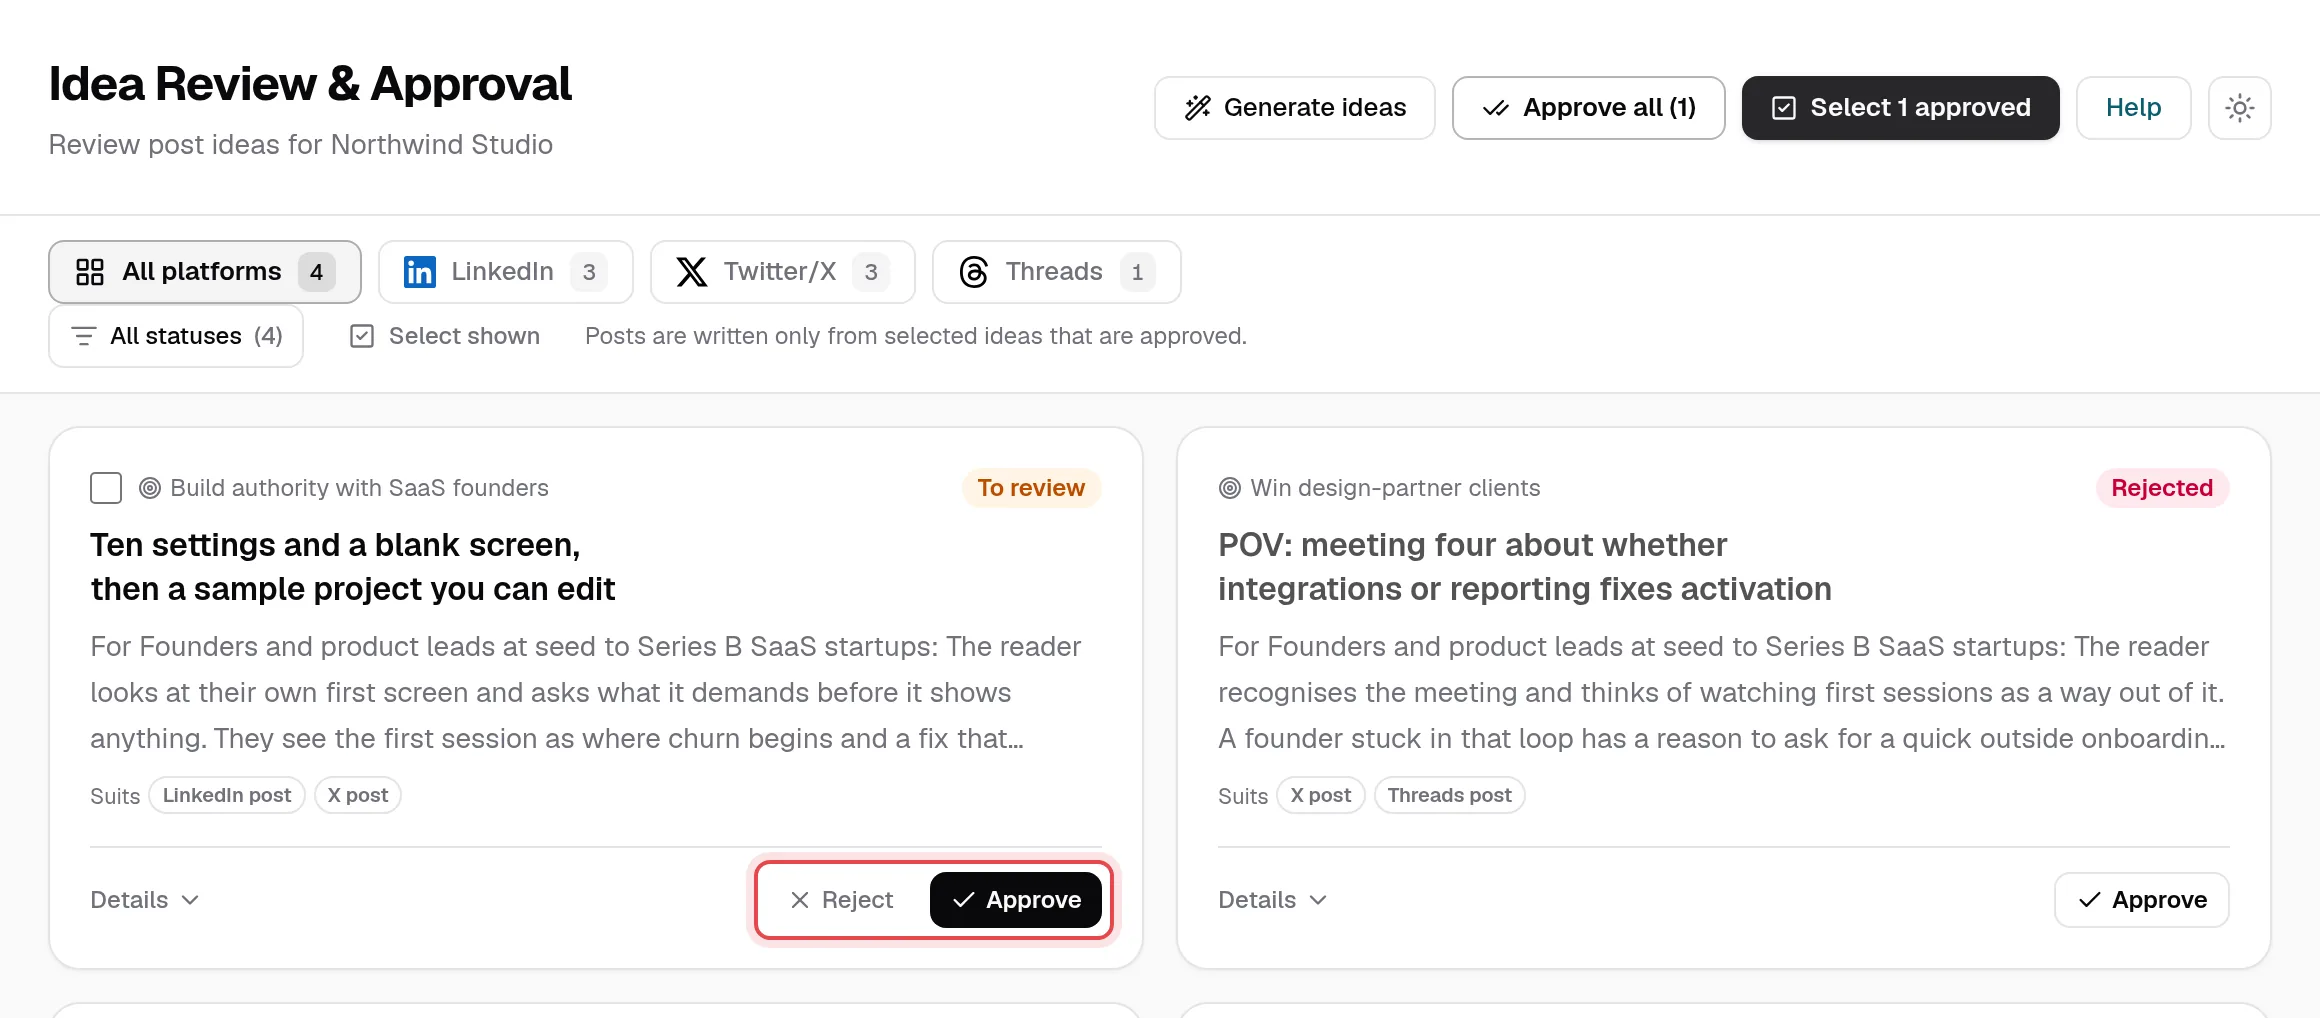 Idea Review & Approval
Review post ideas for Northwind Studio
Generate ideas
Approve all (1)
Select 1 approved
Help
All platforms 4
LinkedIn 3
Twitter/X 3
Threads 1
All statuses (4)
Select shown
Posts are written only from selected ideas that are approved.
Build authority with SaaS founders
To review
Ten settings and a blank screen,
then a sample project you can edit
For Founders and product leads at seed to Series B SaaS startups: The reader
looks at their own first screen and asks what it demands before it shows
anything. They see the first session as where churn begins and a fix that...
Suits LinkedIn post X post
Details
Reject
Approve
Win design-partner clients
Rejected
POV: meeting four about whether
integrations or reporting fixes activation
For Founders and product leads at seed to Series B SaaS startups: The reader
recognises the meeting and thinks of watching first sessions as a way out of it.
A founder stuck in that loop has a reason to ask for a quick outside onboardin...
Suits X post Threads post
Details
Approve